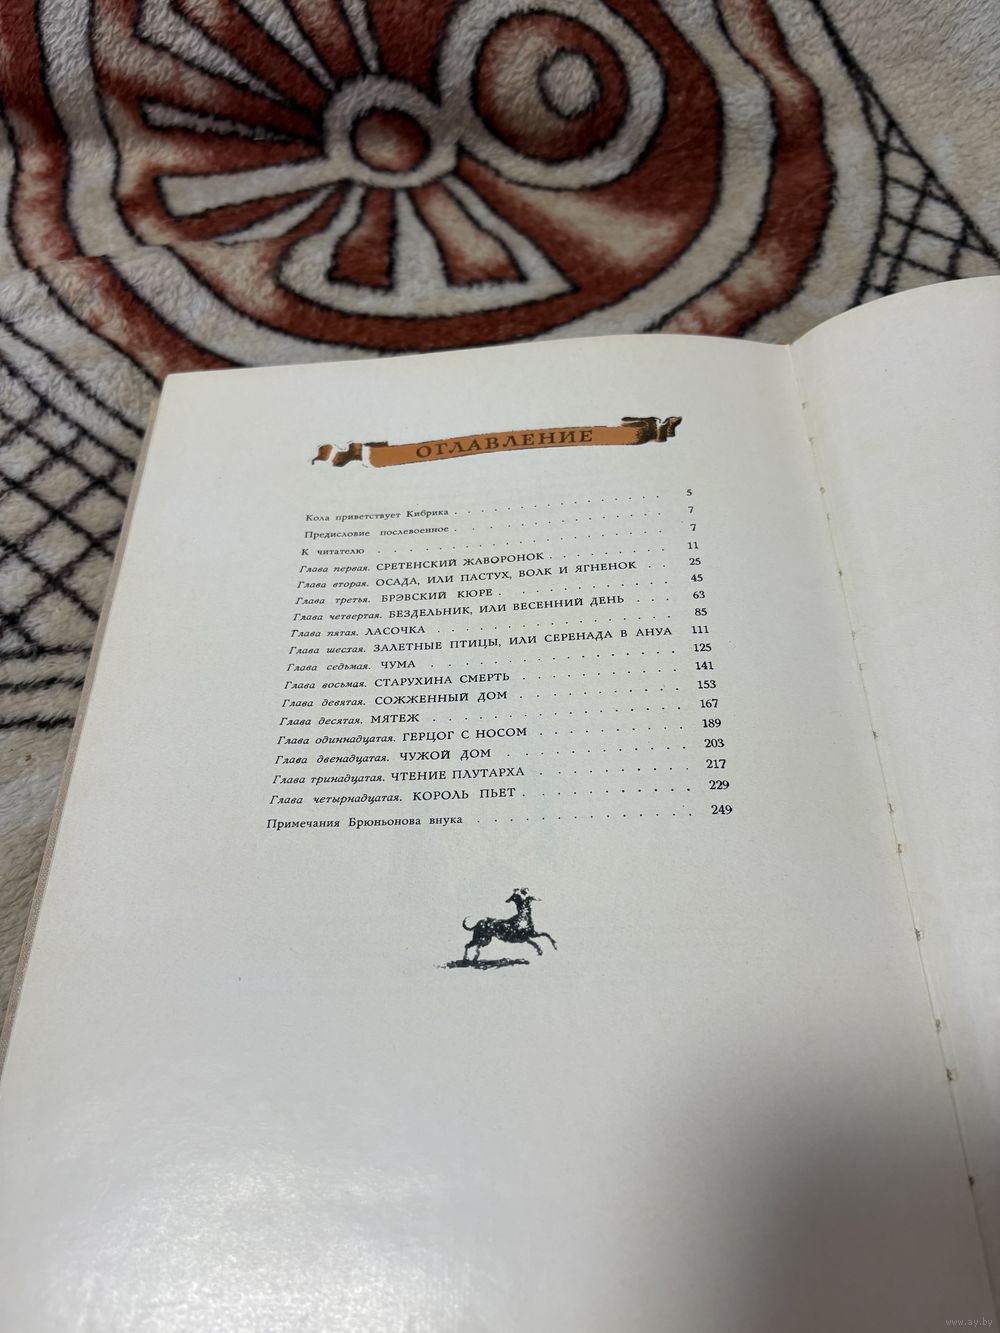 ОГЛАВЛЕНИЕ
Кола приветствует Кибрика . . . . . . . . . . . . . . 5
Предисловие послевоенное . . . . . . . . . . . . . . 7
К читателю . . . . . . . . . . . . . . . . . . 7
Глава первая. СРЕТЕНСКИЙ ЖАВОРОНОК . . . . . . . . 11
Глава вторая. ОСАДА, ИЛИ ПАСТУХ, ВОЛК И ЯГНЕНОК . . 25
Глава третья. БРЭВСКИЙ КЮРЕ . . . . . . . . . . . 45
Глава четвертая. БЕЗДЕЛЬНИК, ИЛИ ВЕСЕННИЙ ДЕНЬ . . . 63
Глава пятая. ЛАСОЧКА . . . . . . . . . . . . . . 85
Глава шестая. ЗАЛЕТНЫЕ ПТИЦЫ, ИЛИ СЕРЕНАДА В АНУА 111
Глава седьмая. ЧУМА . . . . . . . . . . . . . . 125
Глава восьмая. СТАРУХИНА СМЕРТЬ . . . . . . . . . 141
Глава девятая. СОЖЖЕННЫЙ ДОМ . . . . . . . . . . 153
Глава десятая. МЯТЕЖ . . . . . . . . . . . . . 167
Глава одиннадцатая. ГЕРЦОГ С НОСОМ . . . . . . . . 189
Глава двенадцатая. ЧУЖОЙ ДОМ . . . . . . . . . . 203
Глава тринадцатая. ЧТЕНИЕ ПЛУТАРХА . . . . . . . . 217
Глава четырнадцатая. КОРОЛЬ ПЬЕТ . . . . . . . . . 229
Примечания Брюньонова внука . . . . . . . . . . . 249
www.ay.by